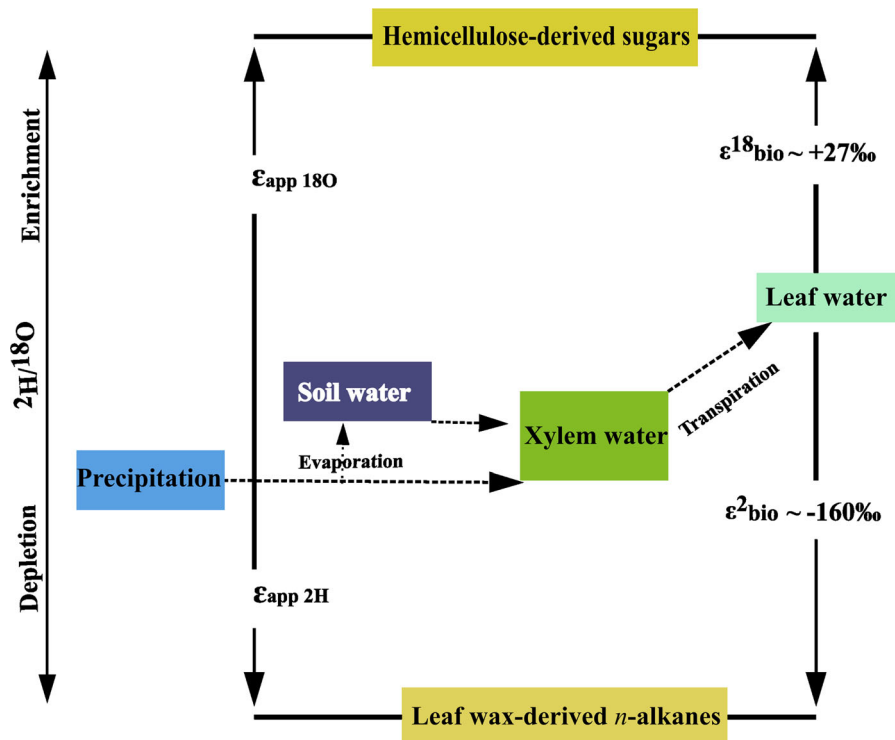 Hemicellulose-derived sugars
Enrichment
ε18bio ~ +27‰
εapp 18O
Leaf water
2H/18O
Soil water
Transpiration
Xylem water
Evaporation
Precipitation
ε2bio ~ -160‰
Depletion
εapp 2H
Leaf wax-derived n-alkanes